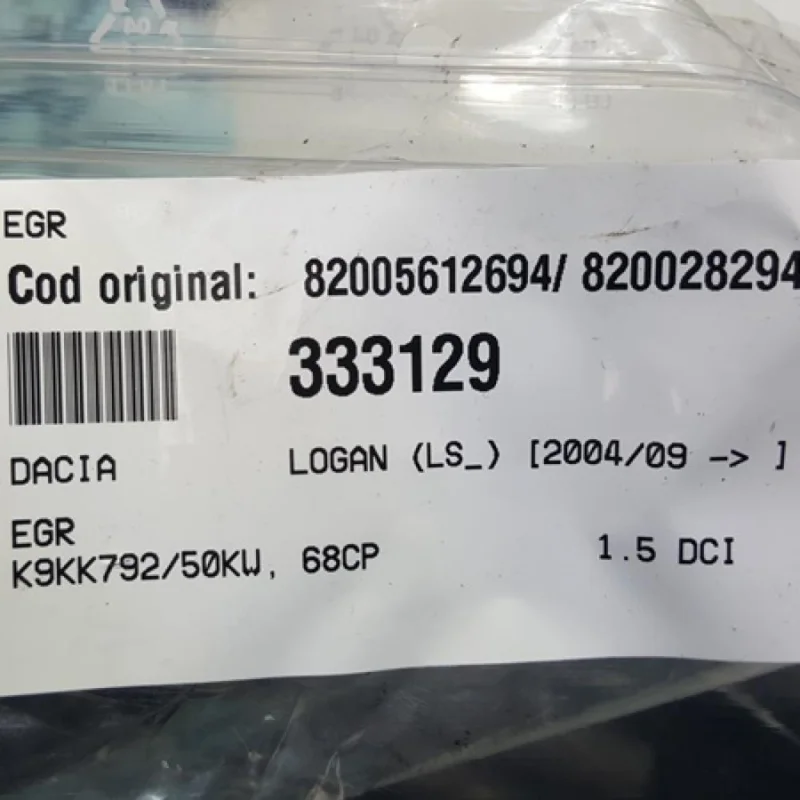 EGR
Cod original: 82005612694/ 820028294
333129
DACIA LOGAN (LS_) [2004/09 -> ]
EGR
K9KK792/50KW, 68CP 1.5 DCI